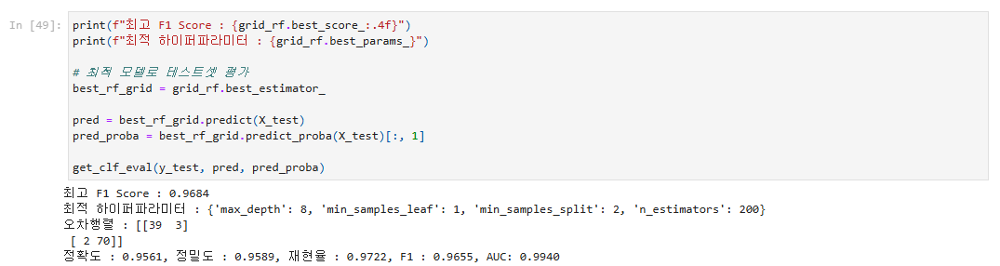 In [49]:
print(f"최고 F1 Score : {grid_rf.best_score_:.4f}")
print(f"최적 하이퍼파라미터 : {grid_rf.best_params_}")
# 최적 모델로 테스트셋 평가
best_rf_grid = grid_rf.best_estimator_
pred = best_rf_grid.predict(X_test)
pred_proba = best_rf_grid.predict_proba(X_test)[:, 1]
get_clf_eval(y_test, pred, pred_proba)
최고 F1 Score : 0.9684
최적 하이퍼파라미터 : {'max_depth': 8, 'min_samples_leaf': 1, 'min_samples_split': 2, 'n_estimators': 200}
오차행렬 : [[39  3]
 [ 2 70]]
정확도 : 0.9561, 정밀도 : 0.9589, 재현율 : 0.9722, F1 : 0.9655, AUC: 0.9940